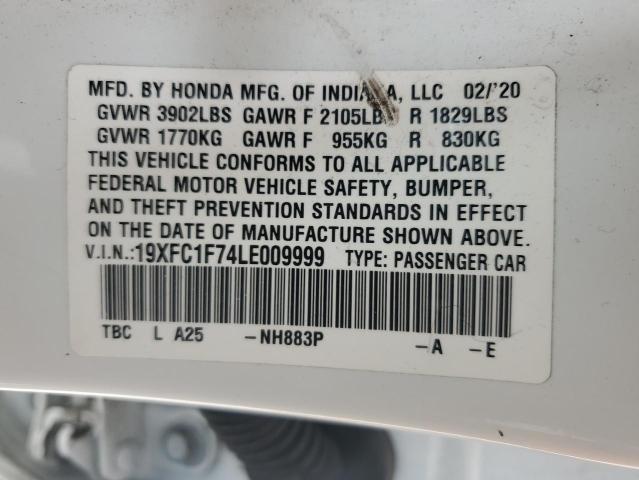 MFD. BY HONDA MFG. OF INDIANA, LLC 02/'20
GVWR 3902LBS GAWR F 2105LBS R 1829LBS
GVWR 1770KG GAWR F 955KG R 830KG
THIS VEHICLE CONFORMS TO ALL APPLICABLE
FEDERAL MOTOR VEHICLE SAFETY, BUMPER,
AND THEFT PREVENTION STANDARDS IN EFFECT
ON THE DATE OF MANUFACTURE SHOWN ABOVE.
V.I.N.:19XFC1F74LE009999 TYPE: PASSENGER CAR
TBC L A25 -NH883P -A -E